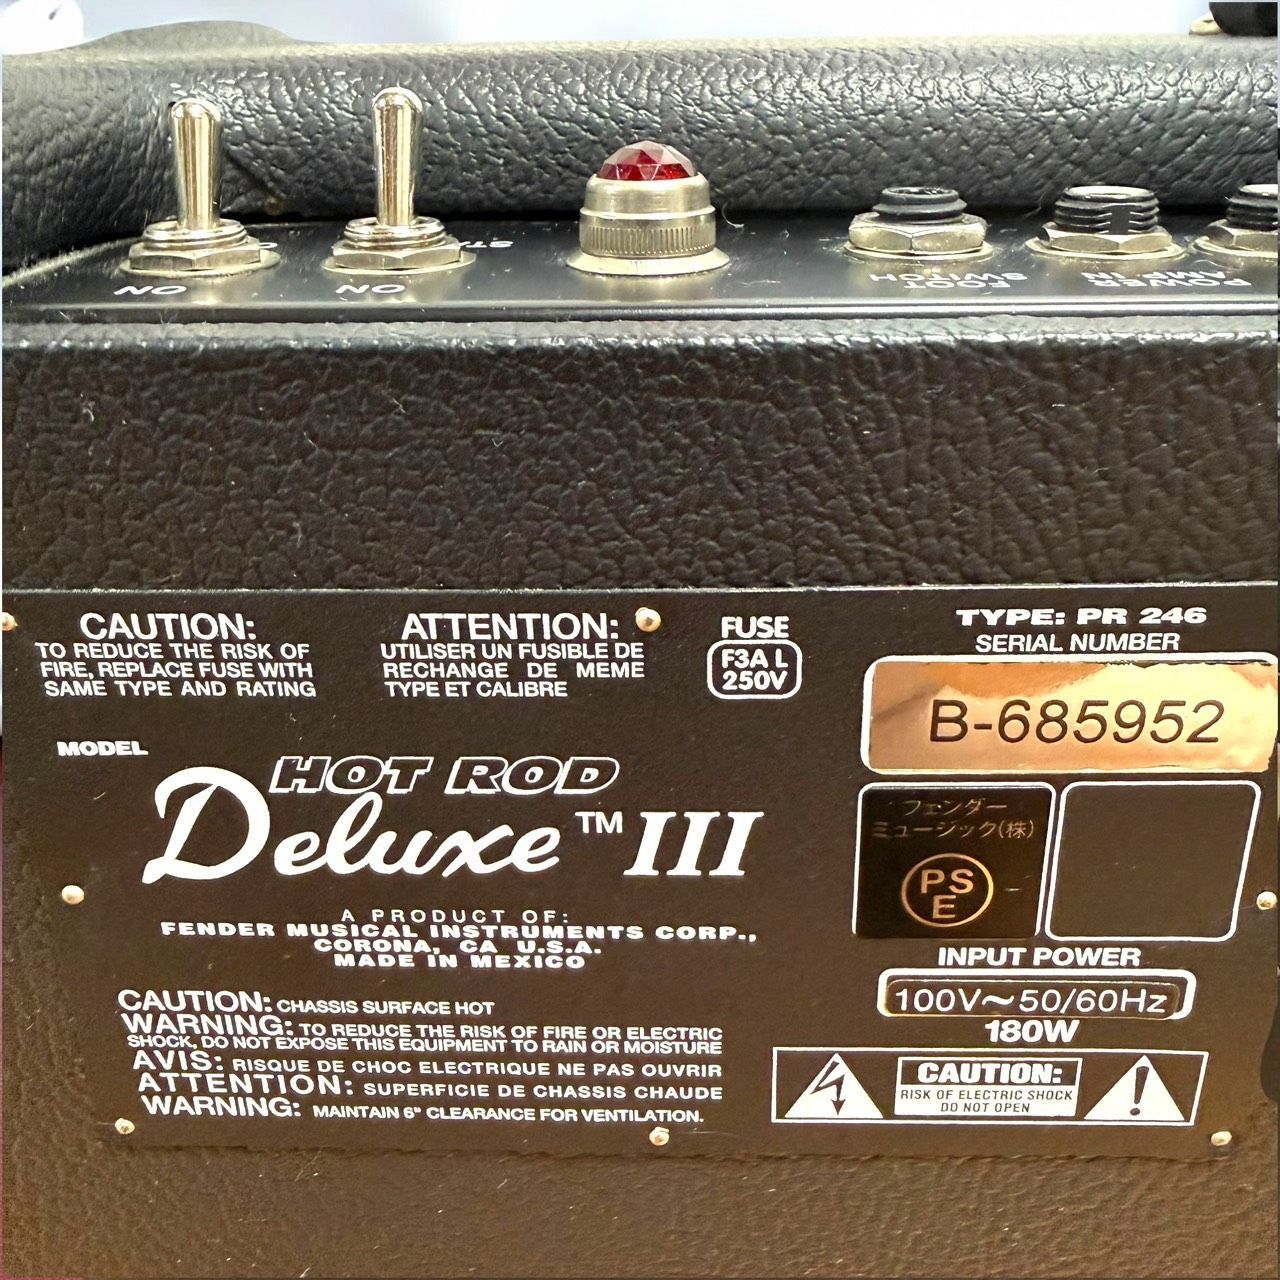 ON
ON
STA
FOOT
SWITCH
POWER
AMP IN
CAUTION:
TO REDUCE THE RISK OF
FIRE, REPLACE FUSE WITH
SAME TYPE AND RATING
ATTENTION:
UTILISER UN FUSIBLE DE
RECHANGE DE MEME
TYPE ET CALIBRE
FUSE
F3A L
250V
TYPE: PR 246
SERIAL NUMBER
B-685952
MODEL
HOT ROD
Deluxe™ III
フェンダー
ミュージック(株)
PS
E
A PRODUCT OF:
FENDER MUSICAL INSTRUMENTS CORP.,
CORONA, CA U.S.A.
MADE IN MEXICO
INPUT POWER
100V~50/60Hz
180W
CAUTION: CHASSIS SURFACE HOT
WARNING: TO REDUCE THE RISK OF FIRE OR ELECTRIC
SHOCK, DO NOT EXPOSE THIS EQUIPMENT TO RAIN OR MOISTURE
AVIS: RISQUE DE CHOC ELECTRIQUE NE PAS OUVRIR
ATTENTION: SUPERFICIE DE CHASSIS CHAUDE
WARNING: MAINTAIN 6" CLEARANCE FOR VENTILATION.
CAUTION:
RISK OF ELECTRIC SHOCK
DO NOT OPEN